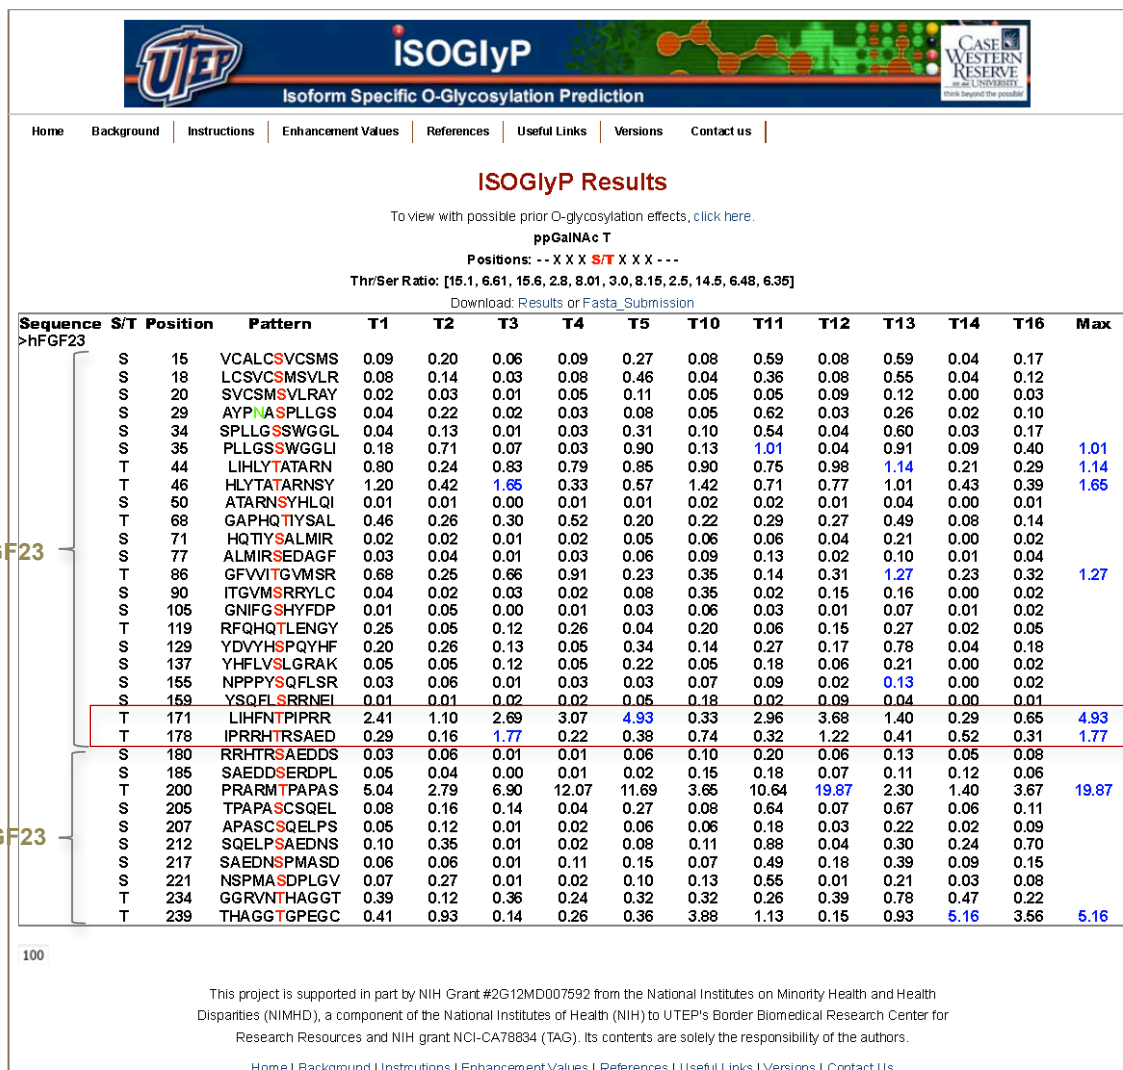 UTEP
ISOGlyP
Isoform Specific O-Glycosylation Prediction
CASE
WESTERN
RESERVE
UNIVERSITY
think beyond the possible
Home Background Instructions Enhancement Values References Useful Links Versions Contact us
ISOGlyP Results
To view with possible prior O-glycosylation effects, click here.
ppGalNAc T
Positions: - - X X X S/T X X X - - -
Thr/Ser Ratio: [15.1, 6.61, 15.6, 2.8, 8.01, 3.0, 8.15, 2.5, 14.5, 6.48, 6.35]
Download: Results or Fasta_Submission
Sequence S/T Position Pattern T1 T2 T3 T4 T5 T10 T11 T12 T13 T14 T16 Max
>hFGF23
S 15 VCALCSVCSMS 0.09 0.20 0.06 0.09 0.27 0.08 0.59 0.08 0.59 0.04 0.17
S 18 LCSVCSMSVLR 0.08 0.14 0.03 0.08 0.46 0.04 0.36 0.08 0.55 0.04 0.12
S 20 SVCSMSVLRAY 0.02 0.03 0.01 0.05 0.11 0.05 0.05 0.09 0.12 0.00 0.03
S 29 AYPNASPLLGS 0.04 0.22 0.02 0.03 0.08 0.05 0.62 0.03 0.26 0.02 0.10
S 34 SPLLGSSWGGL 0.04 0.13 0.01 0.03 0.31 0.10 0.54 0.04 0.60 0.03 0.17
S 35 PLLGSSWGGLI 0.18 0.71 0.07 0.03 0.90 0.13 1.01 0.04 0.91 0.09 0.40 1.01
T 44 LIHLYTATARN 0.80 0.24 0.83 0.79 0.85 0.90 0.75 0.98 1.14 0.21 0.29 1.14
T 46 HLYTATARNSY 1.20 0.42 1.65 0.33 0.57 1.42 0.71 0.77 1.01 0.43 0.39 1.65
S 50 ATARNSYHLQI 0.01 0.01 0.00 0.01 0.01 0.02 0.02 0.01 0.04 0.00 0.01
T 68 GAPHQTIYSAL 0.46 0.26 0.30 0.52 0.20 0.22 0.29 0.27 0.49 0.08 0.14
S 71 HQTIYSALMIR 0.02 0.02 0.01 0.02 0.05 0.06 0.06 0.04 0.21 0.00 0.02
GF23
S 77 ALMIRSEDAGF 0.03 0.04 0.01 0.03 0.06 0.09 0.13 0.02 0.10 0.01 0.04
T 86 GFVVITGVMSR 0.68 0.25 0.66 0.91 0.23 0.35 0.14 0.31 1.27 0.23 0.32 1.27
S 90 ITGVMSRRYLC 0.04 0.02 0.03 0.02 0.08 0.35 0.02 0.15 0.16 0.00 0.02
S 105 GNIFGSHYFDP 0.01 0.05 0.00 0.01 0.03 0.06 0.03 0.01 0.07 0.01 0.02
T 119 RFQHQTLENGY 0.25 0.05 0.12 0.26 0.04 0.20 0.06 0.15 0.27 0.02 0.05
S 129 YDVYHSPQYHF 0.20 0.26 0.13 0.05 0.34 0.14 0.27 0.17 0.78 0.04 0.18
S 137 YHFLVSLGRAK 0.05 0.05 0.12 0.05 0.22 0.05 0.18 0.06 0.21 0.00 0.02
S 155 NPPPYSQFLSR 0.03 0.06 0.01 0.03 0.03 0.07 0.09 0.02 0.13 0.00 0.02
S 159 YSQFLSRRNEI 0.01 0.01 0.02 0.02 0.05 0.18 0.02 0.09 0.04 0.00 0.01
T 171 LIHFNTPIPRR 2.41 1.10 2.69 3.07 4.93 0.33 2.96 3.68 1.40 0.29 0.65 4.93
T 178 IPRRHTRSAED 0.29 0.16 1.77 0.22 0.38 0.74 0.32 1.22 0.41 0.52 0.31 1.77
S 180 RRHTRSAEDDS 0.03 0.06 0.01 0.01 0.06 0.10 0.20 0.06 0.13 0.05 0.08
S 185 SAEDDSERDPL 0.05 0.04 0.00 0.01 0.02 0.15 0.18 0.07 0.11 0.12 0.06
T 200 PRARMTPAPAS 5.04 2.79 6.90 12.07 11.69 3.65 10.64 19.87 2.30 1.40 3.67 19.87
S 205 TPAPASCSQEL 0.08 0.16 0.14 0.04 0.27 0.08 0.64 0.07 0.67 0.06 0.11
GF23
S 207 APASCSQELPS 0.05 0.12 0.01 0.02 0.06 0.06 0.18 0.03 0.22 0.02 0.09
S 212 SQELPSAEDNS 0.10 0.35 0.01 0.02 0.08 0.11 0.88 0.04 0.30 0.24 0.70
S 217 SAEDNSPMASD 0.06 0.06 0.01 0.11 0.15 0.07 0.49 0.18 0.39 0.09 0.15
S 221 NSPMASDPLGV 0.07 0.27 0.01 0.02 0.10 0.13 0.55 0.01 0.21 0.03 0.08
T 234 GGRVNTHAGGT 0.39 0.12 0.36 0.24 0.32 0.32 0.26 0.39 0.78 0.47 0.22
T 239 THAGGTGPEGC 0.41 0.93 0.14 0.26 0.36 3.88 1.13 0.15 0.93 5.16 3.56 5.16
100
This project is supported in part by NIH Grant #2G12MD007592 from the National Institutes on Minority Health and Health
Disparities (NIMHD), a component of the National Institutes of Health (NIH) to UTEP's Border Biomedical Research Center for
Research Resources and NIH grant NCI-CA78834 (TAG). Its contents are solely the responsibility of the authors.
Home | Background | Instrcutions | Enhancement Values | References | Useful Links | Versions | Contact Us